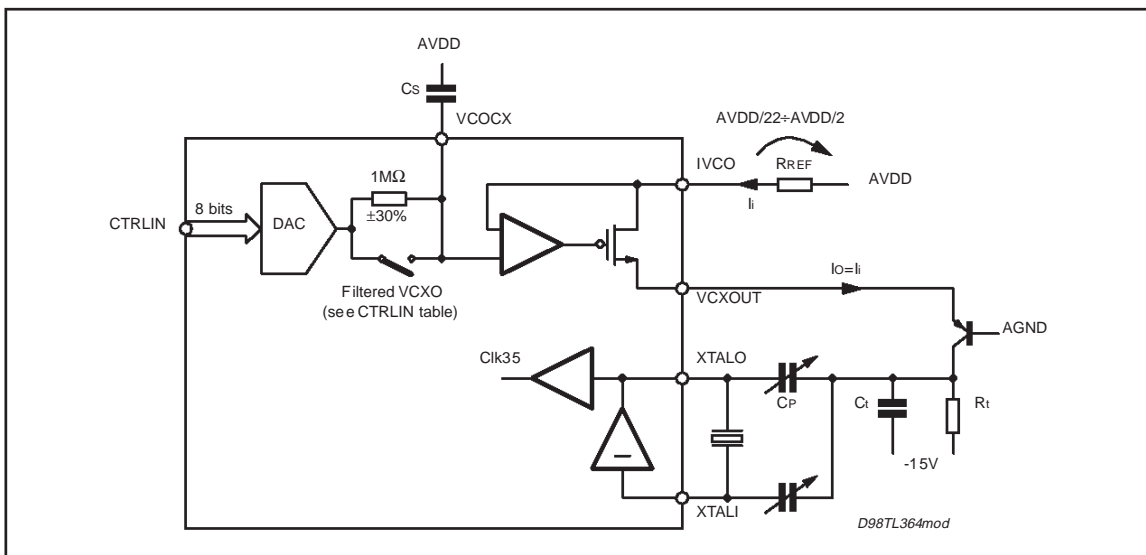 AVDD
Cs
VCOCX
AVDD/22÷AVDD/2
IVCO
RREF
AVDD
Ii
1MΩ
±30%
8 bits
DAC
CTRLIN
Filtered VCXO
(see CTRLIN table)
IO=Ii
VCXOUT
AGND
Clk35
XTALO
CP
Ct
Rt
-15V
XTALI
D98TL364mod